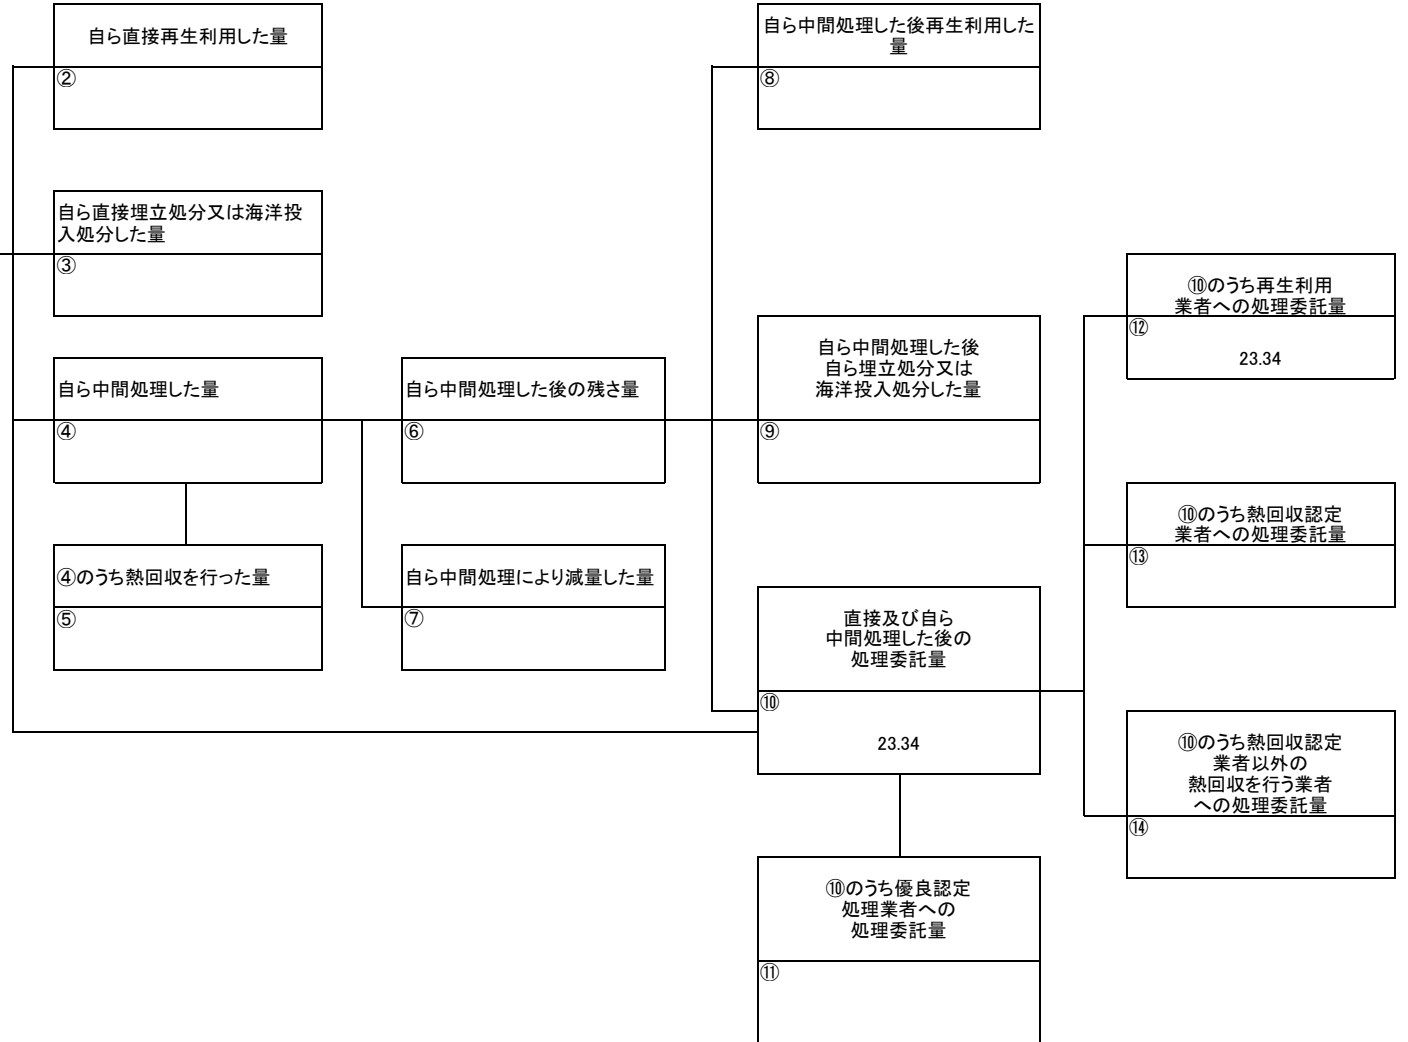 自ら直接再生利用した量
②
自ら直接埋立処分又は海洋投
入処分した量
③
自ら中間処理した量
④
④のうち熱回収を行った量
⑤
自ら中間処理した後の残さ量
⑥
自ら中間処理により減量した量
⑦
自ら中間処理した後再生利用した
量
⑧
自ら中間処理した後
自ら埋立処分又は
海洋投入処分した量
⑨
直接及び自ら
中間処理した後の
処理委託量
⑩
23.34
⑩のうち優良認定
処理業者への
処理委託量
⑪
⑩のうち再生利用
業者への処理委託量
⑫
23.34
⑩のうち熱回収認定
業者への処理委託量
⑬
⑩のうち熱回収認定
業者以外の
熱回収を行う業者
への処理委託量
⑭